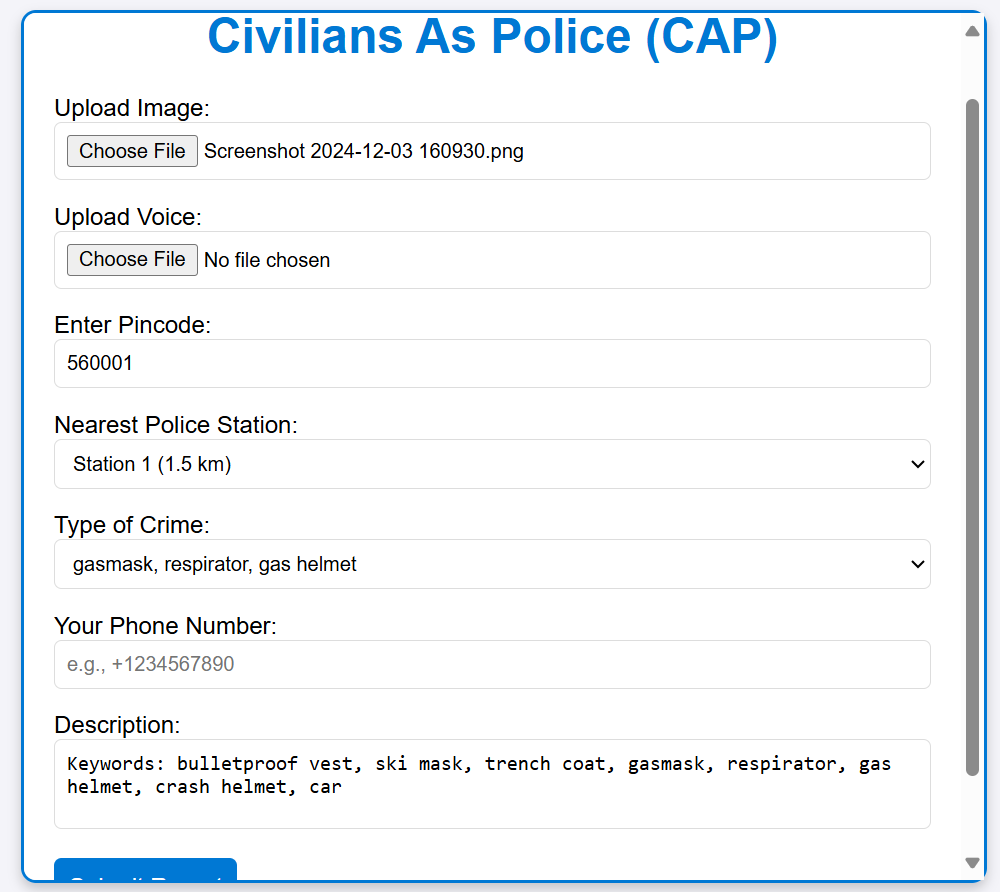 Civilians As Police (CAP)
Upload Image:
Choose File Screenshot 2024-12-03 160930.png
Upload Voice:
Choose File No file chosen
Enter Pincode:
560001
Nearest Police Station:
Station 1 (1.5 km)
Type of Crime:
gasmask, respirator, gas helmet
Your Phone Number:
e.g., +1234567890
Description:
Keywords: bulletproof vest, ski mask, trench coat, gasmask, respirator, gas
helmet, crash helmet, car